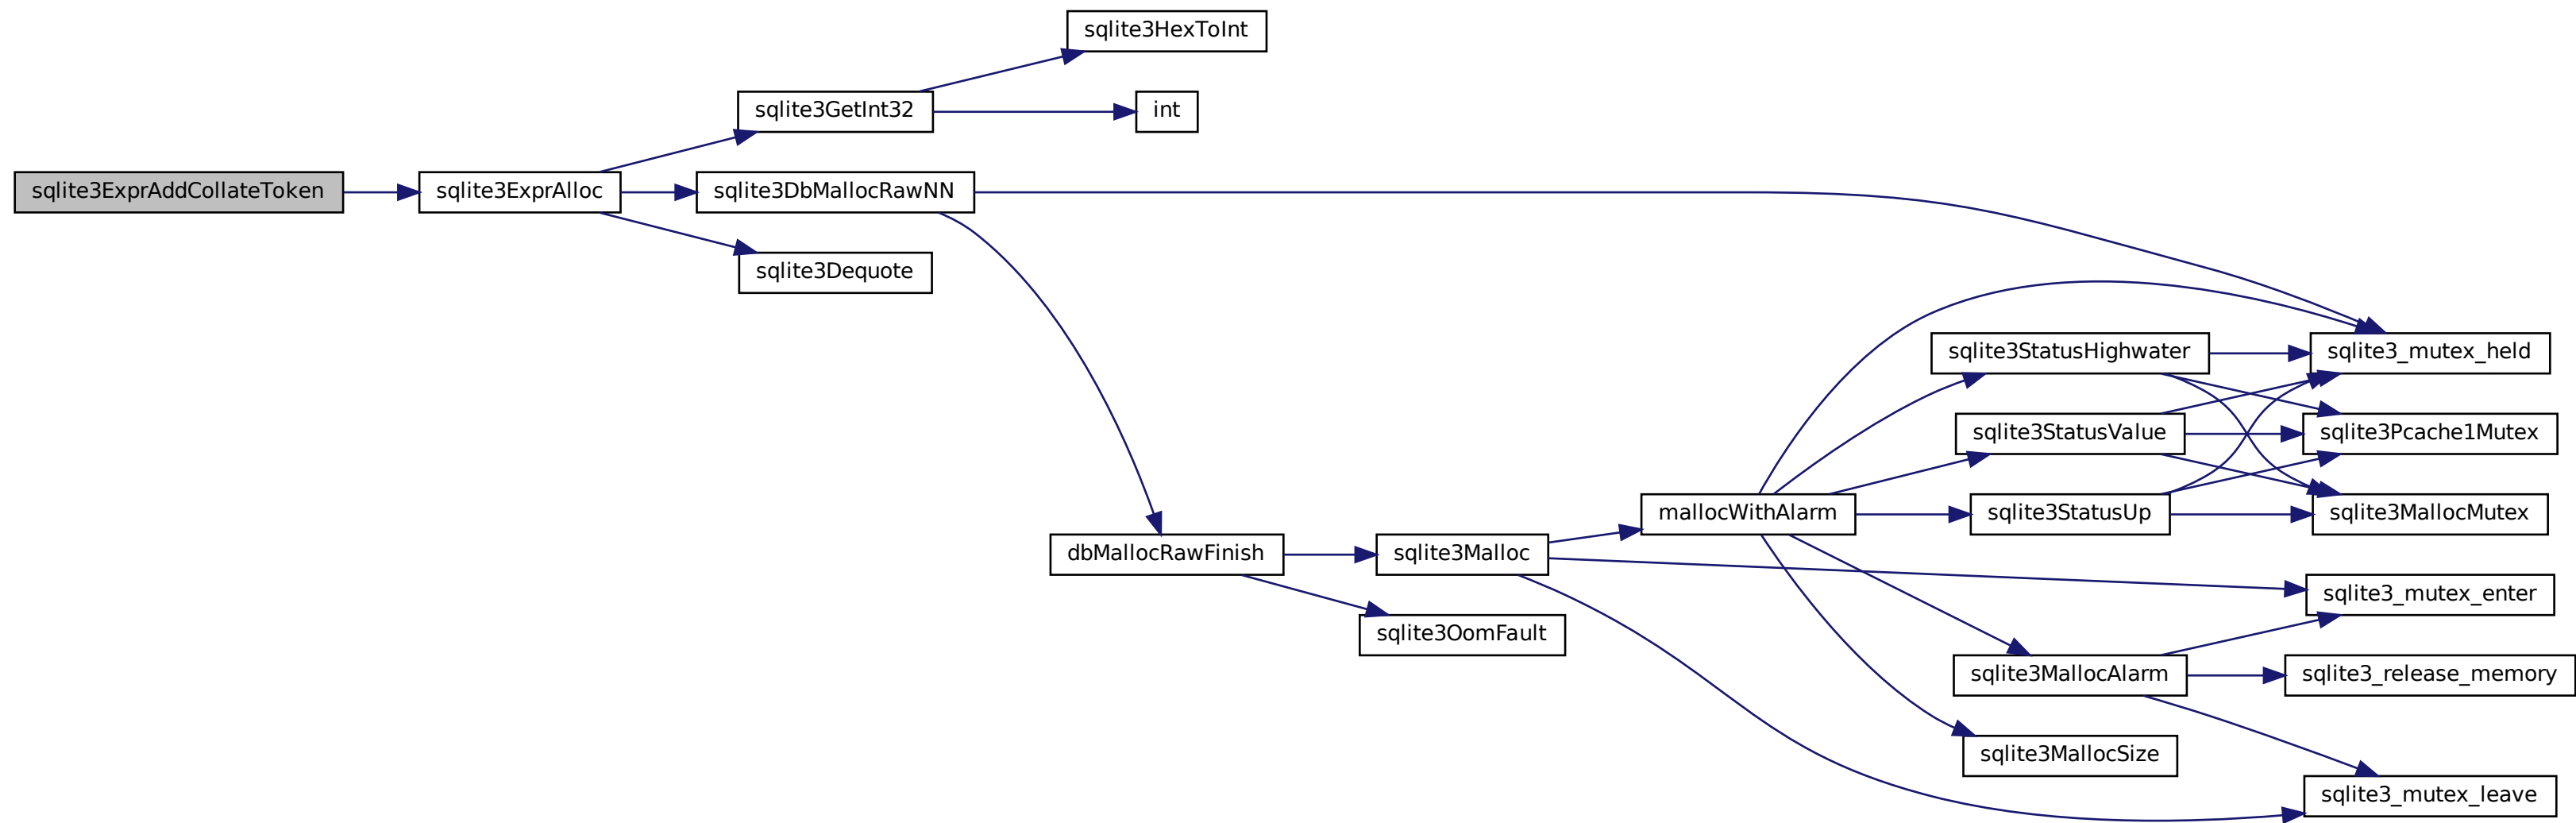 sqlite3ExprAddCollateToken
sqlite3ExprAlloc
sqlite3GetInt32
sqlite3HexToInt
int
sqlite3DbMallocRawNN
sqlite3Dequote
dbMallocRawFinish
sqlite3Malloc
sqlite3OomFault
mallocWithAlarm
sqlite3StatusHighwater
sqlite3StatusValue
sqlite3StatusUp
sqlite3MallocAlarm
sqlite3MallocSize
sqlite3_mutex_held
sqlite3Pcache1Mutex
sqlite3MallocMutex
sqlite3_mutex_enter
sqlite3_release_memory
sqlite3_mutex_leave